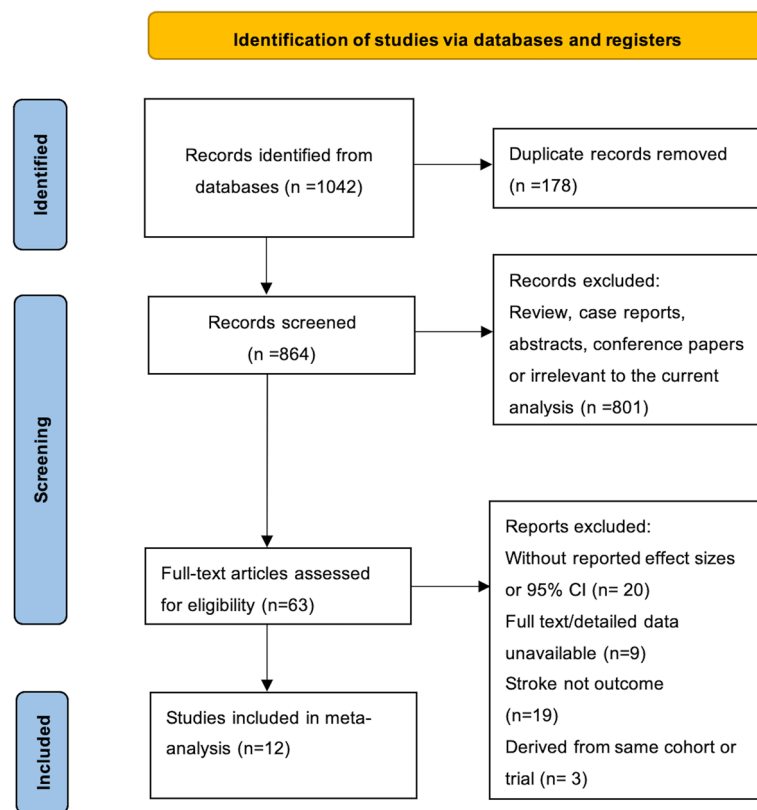 Identification of studies via databases and registers
Identified
Records identified from
databases (n =1042)
Duplicate records removed
(n =178)
Screening
Records screened
(n =864)
Records excluded:
Review, case reports,
abstracts, conference papers
or irrelevant to the current
analysis (n =801)
Full-text articles assessed
for eligibility (n=63)
Reports excluded:
Without reported effect sizes
or 95% CI (n= 20)
Full text/detailed data
unavailable (n=9)
Stroke not outcome
(n=19)
Derived from same cohort or
trial (n= 3)
Included
Studies included in meta-
analysis (n=12)